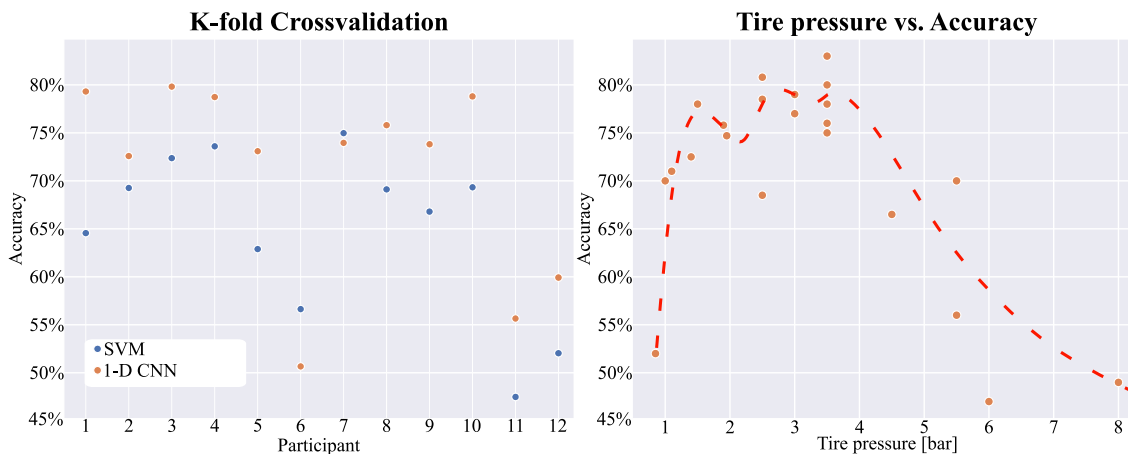 K-fold Crossvalidation
80%
75%
70%
65%
60%
55%
50%
45%
Accuracy
SVM
1-D CNN
1 2 3 4 5 6 7 8 9 10 11 12
Participant
Tire pressure vs. Accuracy
80%
75%
70%
65%
60%
55%
50%
45%
Accuracy
1 2 3 4 5 6 7 8
Tire pressure [bar]